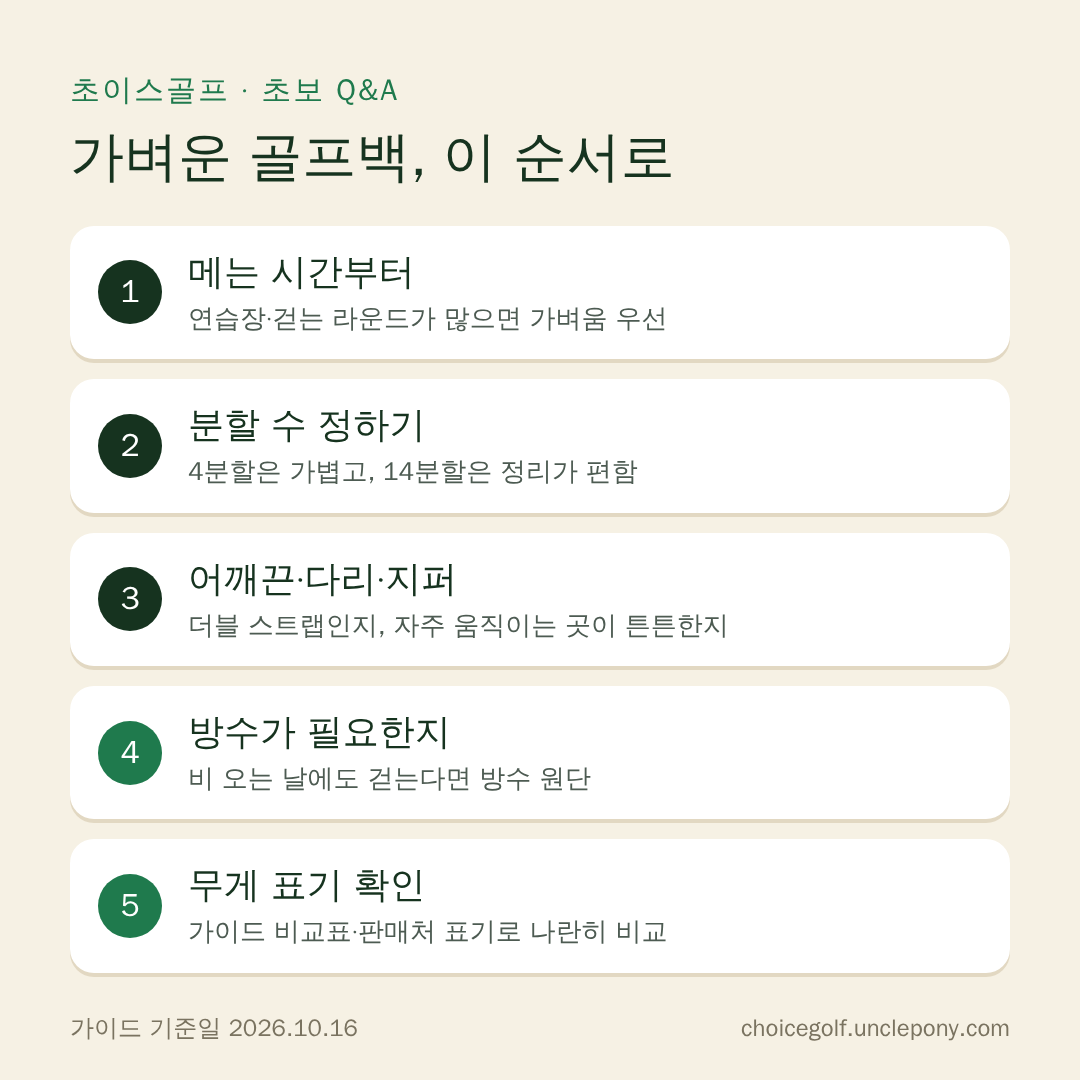 초이스골프 · 초보 Q&A
가벼운 골프백, 이 순서로
1
메는 시간부터
연습장·걷는 라운드가 많으면 가벼움 우선
2
분할 수 정하기
4분할은 가볍고, 14분할은 정리가 편함
3
어깨끈·다리·지퍼
더블 스트랩인지, 자주 움직이는 곳이 튼튼한지
4
방수가 필요한지
비 오는 날에도 걷는다면 방수 원단
5
무게 표기 확인
가이드 비교표·판매처 표기로 나란히 비교
가이드 기준일 2026.10.16
choicegolf.unclepony.com